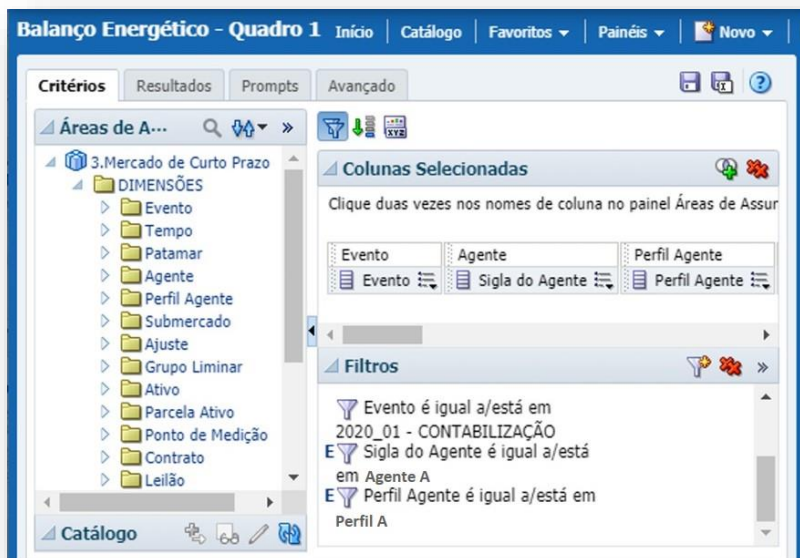 Balanço Energético - Quadro 1 Início Catálogo Favoritos Painéis Novo
Critérios Resultados Prompts Avançado
Áreas de A...
3.Mercado de Curto Prazo
DIMENSÕES
Evento
Tempo
Patamar
Agente
Perfil Agente
Submercado
Ajuste
Grupo Liminar
Ativo
Parcela Ativo
Ponto de Medição
Contrato
Leilão
Catálogo
XYZ
Colunas Selecionadas
Clique duas vezes nos nomes de coluna no painel Áreas de Assur
Evento Agente Perfil Agente
Evento Sigla do Agente Perfil Agente
Filtros
Evento é igual a/está em
2020_01 - CONTABILIZAÇÃO
E Sigla do Agente é igual a/está
em Agente A
E Perfil Agente é igual a/está em
Perfil A